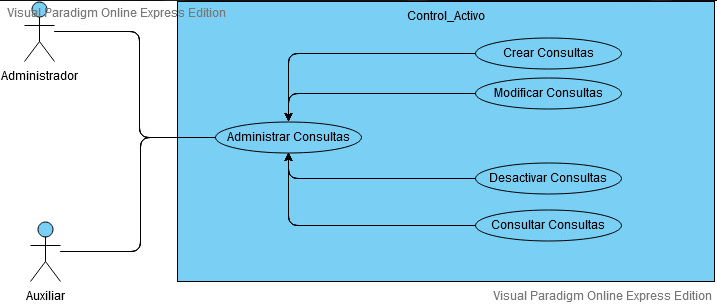 Visual Paradigm Online Express Edition
Control_Activo
Administrador
Crear Consultas
Modificar Consultas
Administrar Consultas
Desactivar Consultas
Consultar Consultas
Auxiliar
Visual Paradigm Online Express Edition